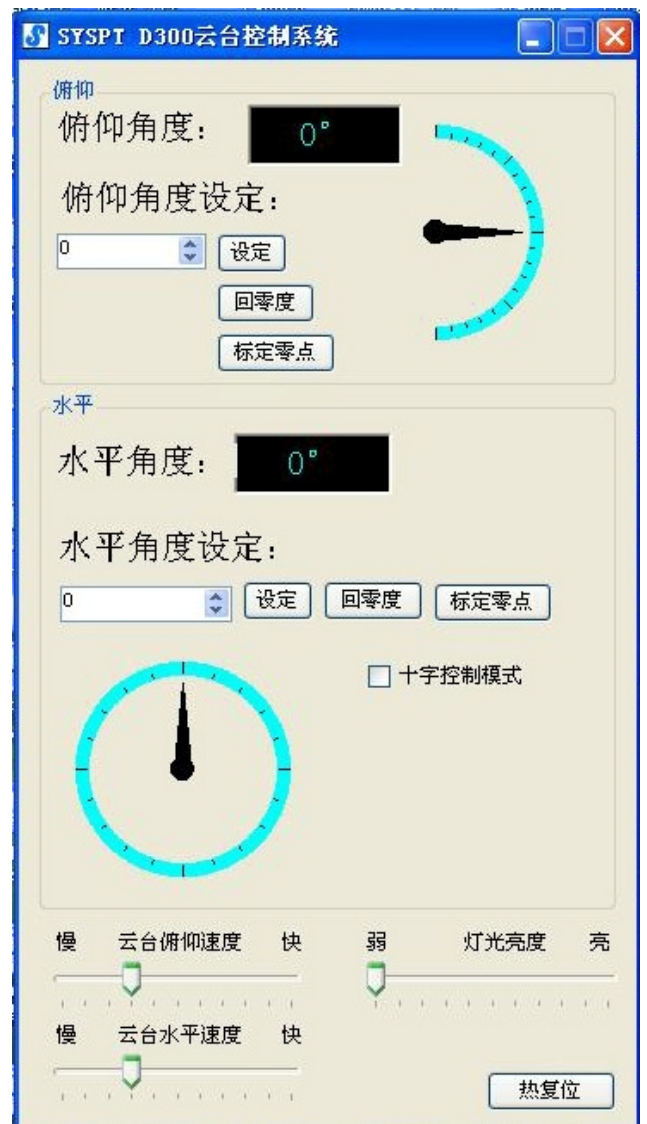 SYSPT D300云台控制系统
俯仰
俯仰角度： 0°
俯仰角度设定：
0 设定
回零度
标定零点
水平
水平角度： 0°
水平角度设定：
0 设定 回零度 标定零点
十字控制模式
慢 云台俯仰速度 快 弱 灯光亮度 亮
慢 云台水平速度 快
热复位